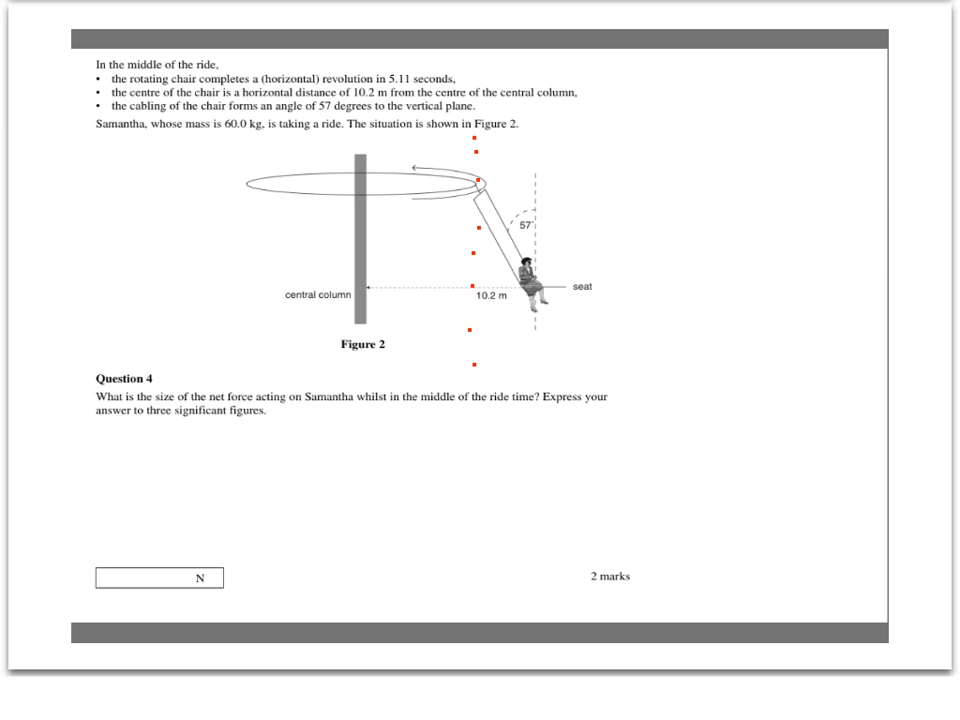 In the middle of the ride,
• the rotating chair completes a (horizontal) revolution in 5.11 seconds,
• the centre of the chair is a horizontal distance of 10.2 m from the centre of the central column,
• the cabling of the chair forms an angle of 57 degrees to the vertical plane.
Samantha, whose mass is 60.0 kg, is taking a ride. The situation is shown in Figure 2.
57°
seat
central column
10.2 m
Figure 2
Question 4
What is the size of the net force acting on Samantha whilst in the middle of the ride time? Express your
answer to three significant figures.
N
2 marks